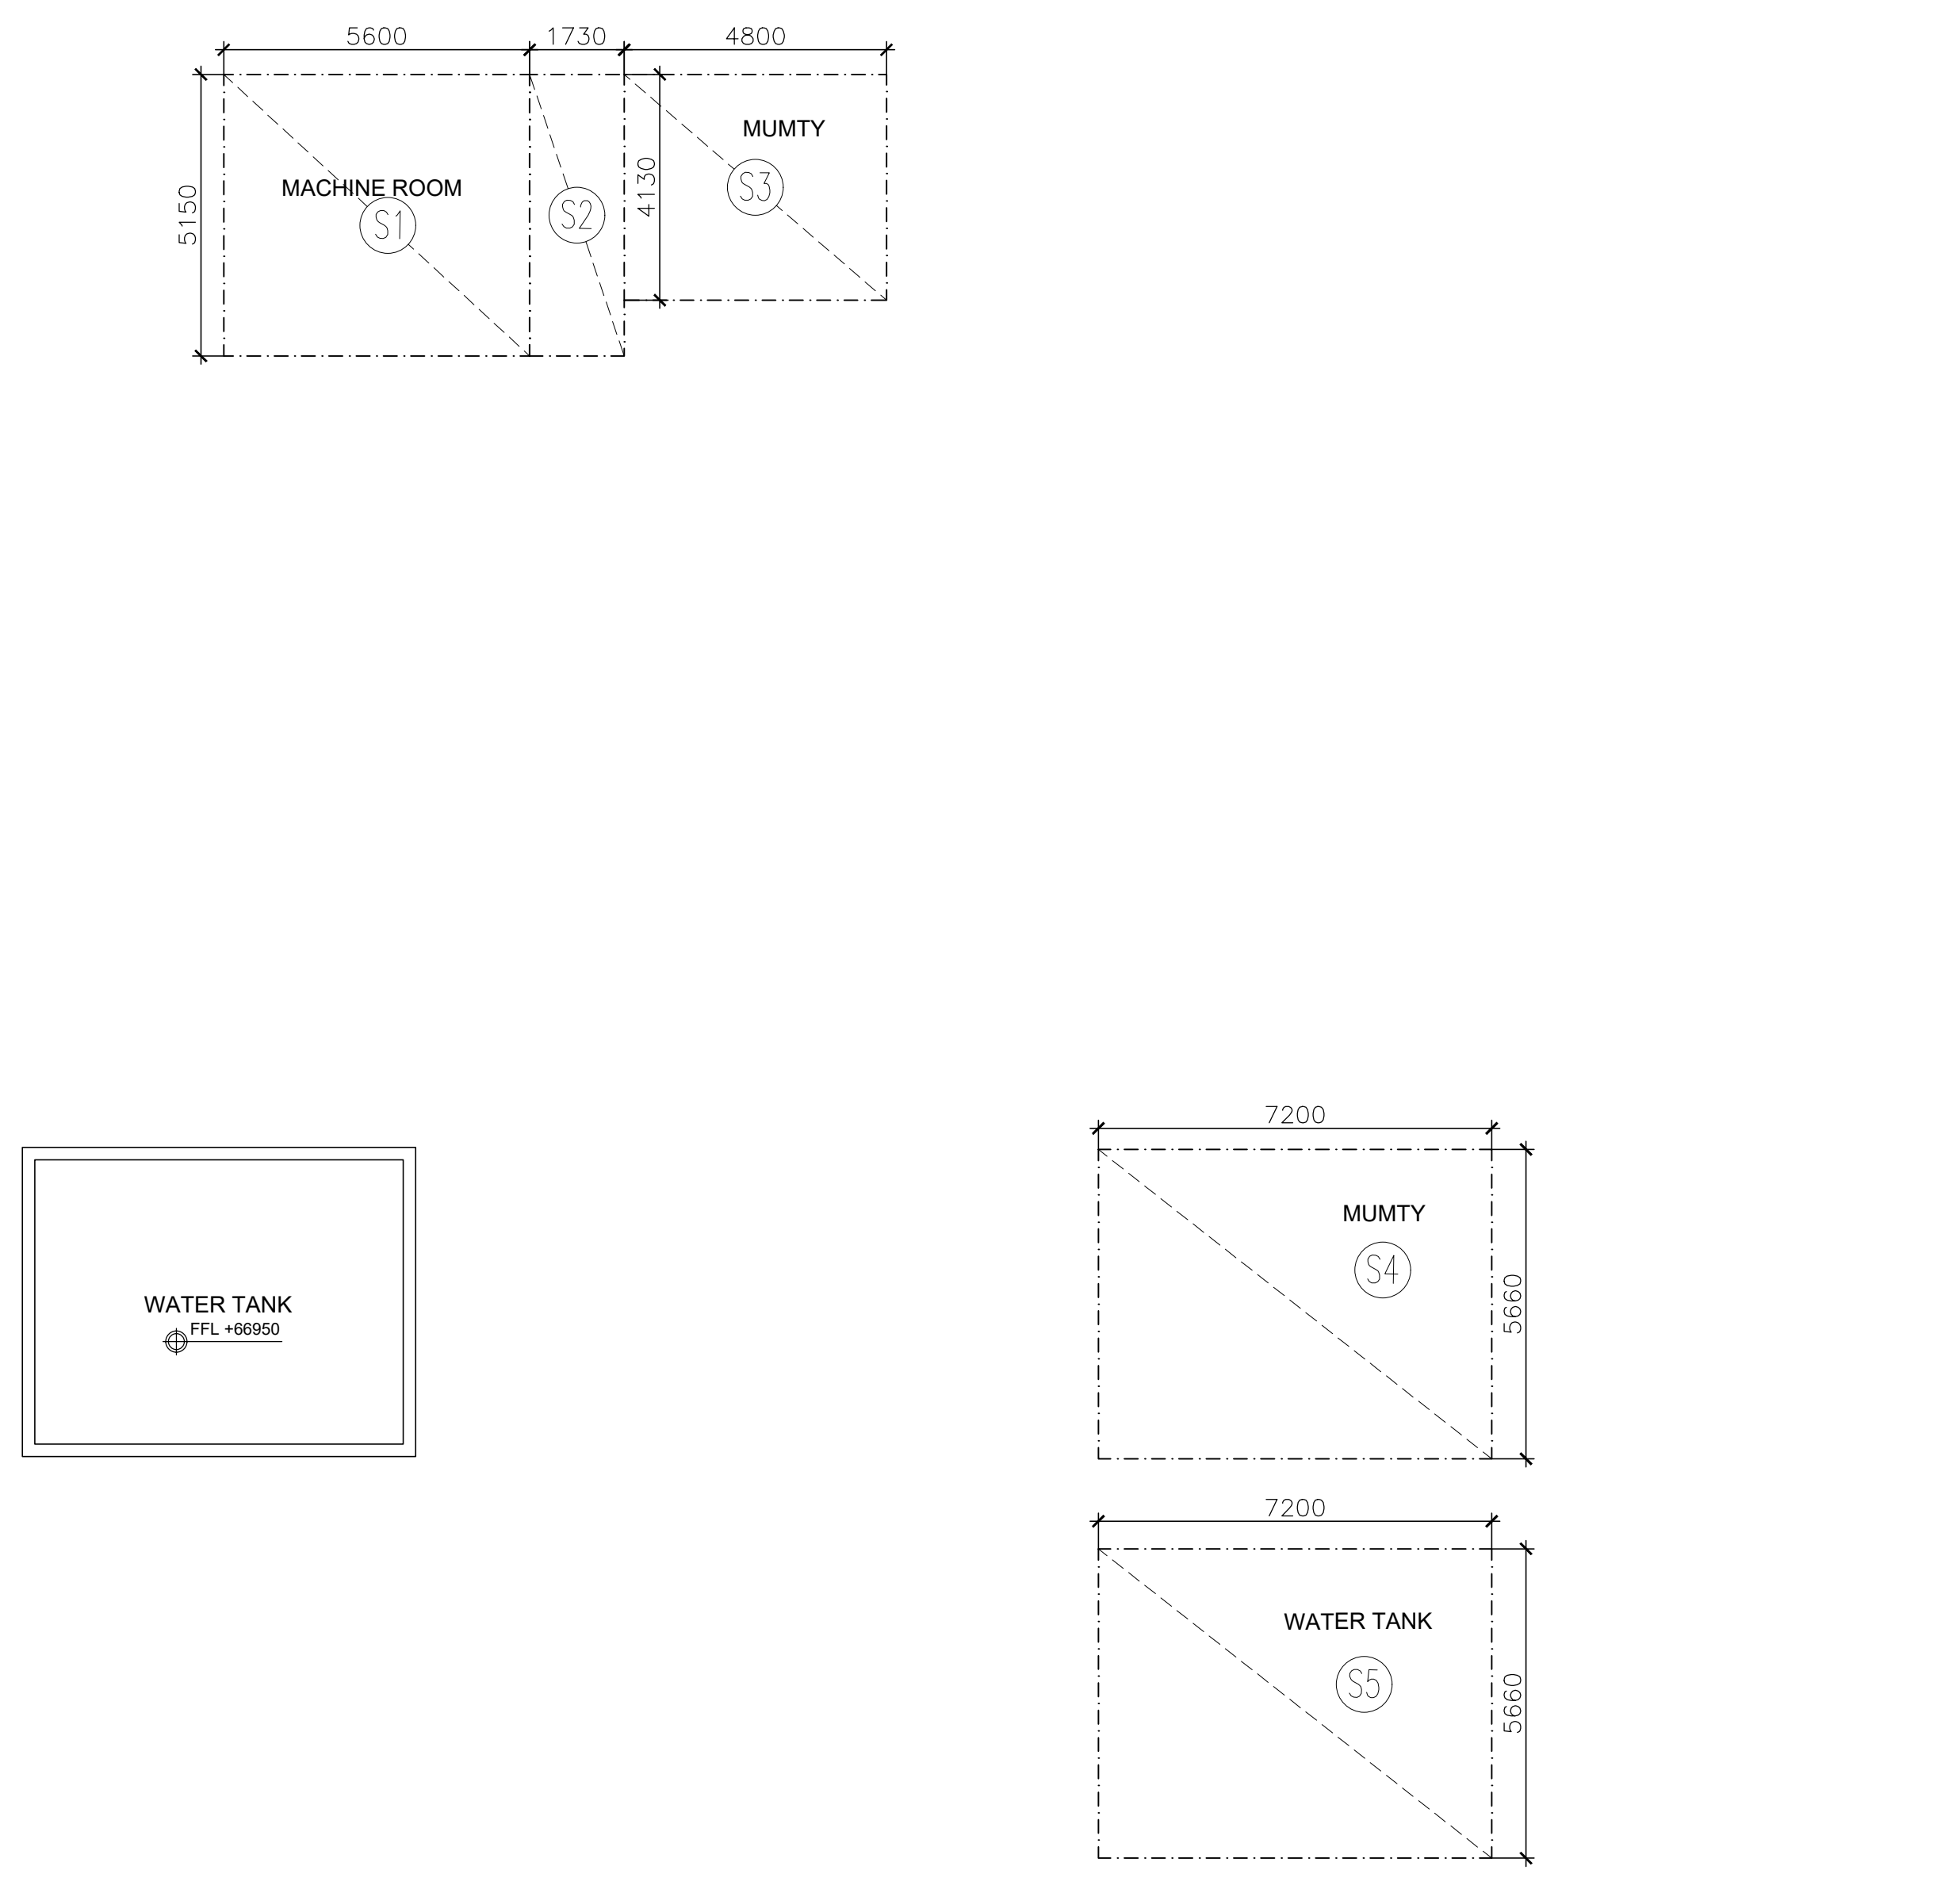 5600 1730 4800
MUMTY
MACHINE ROOM
5150
S1
S2
4130
S3
7200
MUMTY
S4
5660
WATER TANK
FFL +66950
7200
WATER TANK
S5
5660